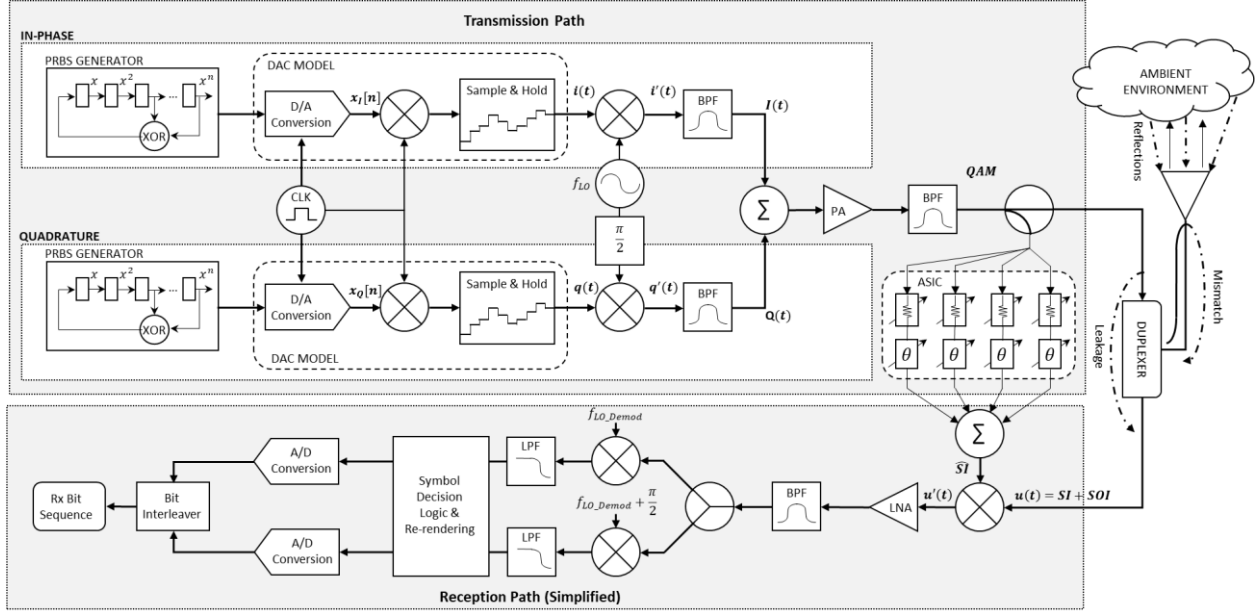 Transmission Path
IN-PHASE
PRBS GENERATOR
x x² xⁿ
...
XOR
DAC MODEL
D/A
Conversion
x_I[n]
Sample & Hold
i(t)
i'(t)
BPF
I(t)
f_LO
CLK
π/2
Σ
PA
BPF
QAM
AMBIENT
ENVIRONMENT
Reflections
Mismatch
Leakage
DUPLEXER
ASIC
θ θ θ θ
QUADRATURE
PRBS GENERATOR
x x² xⁿ
...
XOR
D/A
Conversion
x_Q[n]
Sample & Hold
DAC MODEL
q(t)
q'(t)
BPF
Q(t)
Σ
ŜI
u(t) = SI + SOI
u'(t)
LNA
BPF
f_LO_Demod
f_LO_Demod + π/2
LPF
LPF
Symbol
Decision
Logic &
Re-rendering
A/D
Conversion
A/D
Conversion
Bit
Interleaver
Rx Bit
Sequence
Reception Path (Simplified)